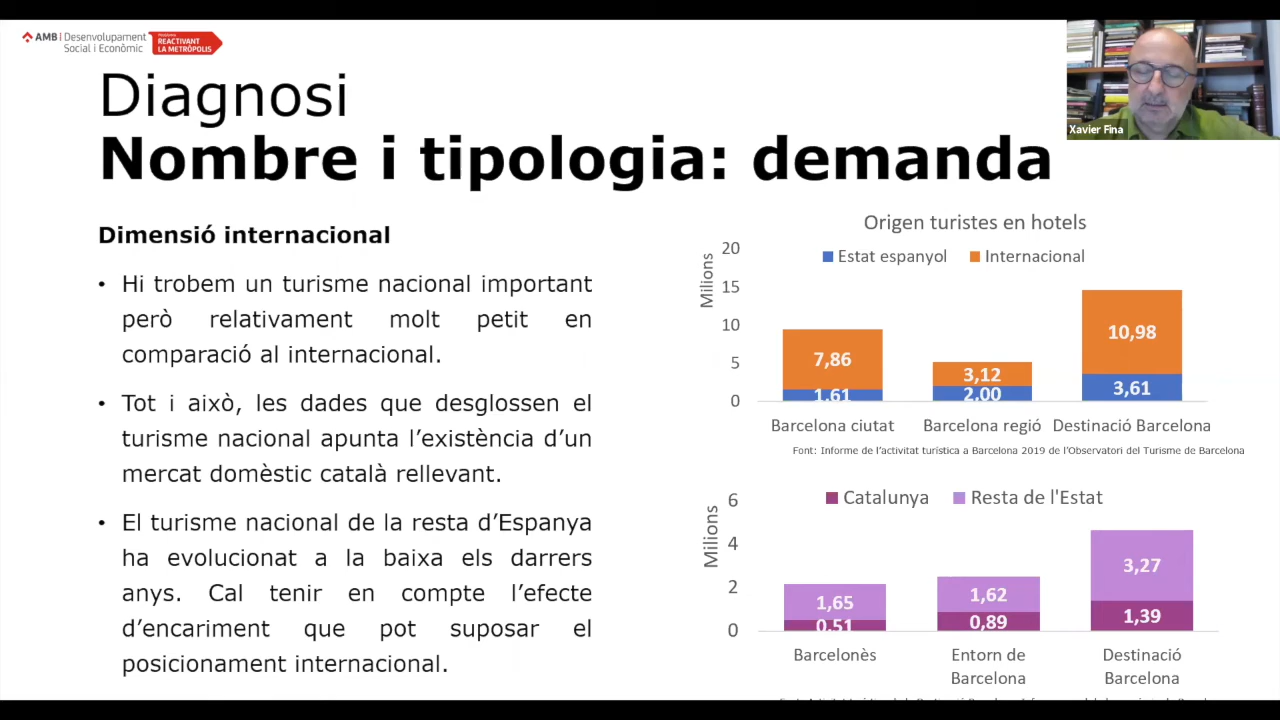 AMB | Desenvolupament
Social i Econòmic
REACTIVANT
LA METRÒPOLIS
Xavier Fina
Diagnosi
Nombre i tipologia: demanda
Dimensió internacional
• Hi trobem un turisme nacional important
però relativament molt petit en
comparació al internacional.
• Tot i això, les dades que desglossen el
turisme nacional apunta l’existència d’un
mercat domèstic català rellevant.
• El turisme nacional de la resta d’Espanya
ha evolucionat a la baixa els darrers
anys. Cal tenir en compte l’efecte
d’encariment que pot suposar el
posicionament internacional.
Origen turistes en hotels
Estat espanyol Internacional
Milions
20
15
10
5
0
7,86
1,61
3,12
2,00
10,98
3,61
Barcelona ciutat Barcelona regió Destinació Barcelona
Font: Informe de l’activitat turística a Barcelona 2019 de l’Observatori del Turisme de Barcelona
Catalunya Resta de l'Estat
Milions
6
4
2
0
1,65
0,51
1,62
0,89
3,27
1,39
Barcelonès Entorn de Destinació
Barcelona Barcelona